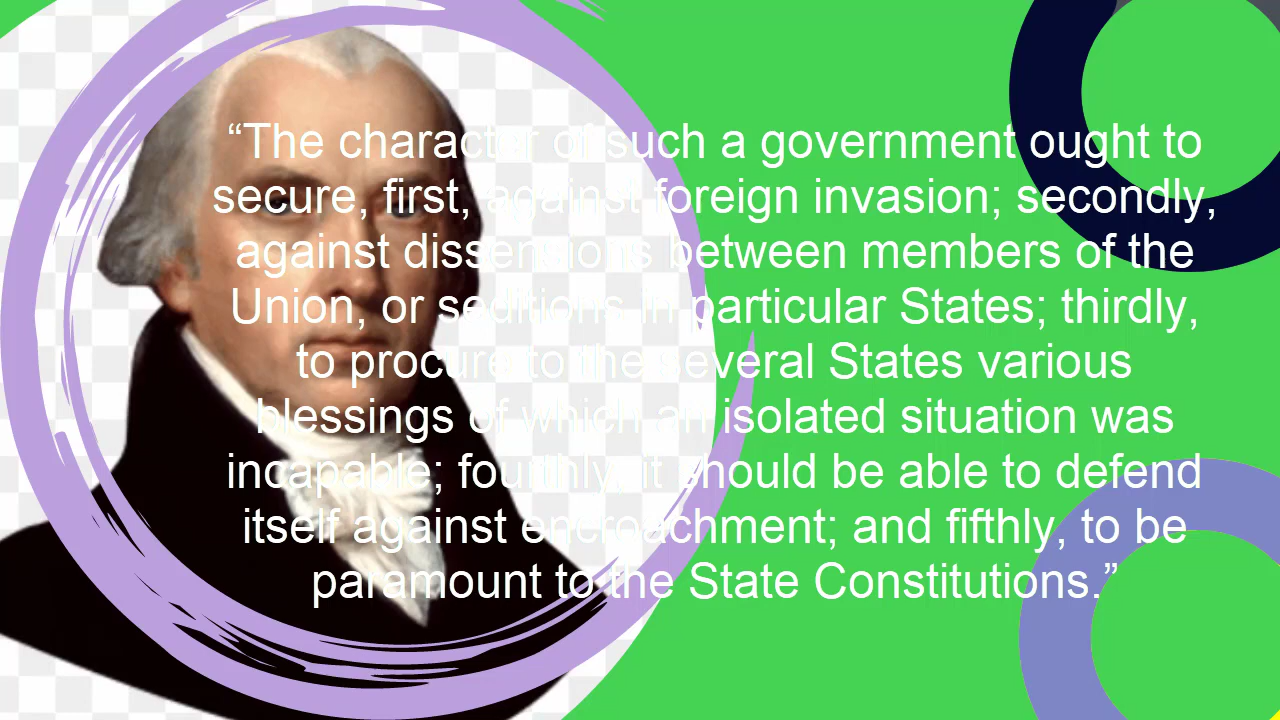 “The character of such a government ought to
secure, first, against foreign invasion; secondly,
against dissensions between members of the
Union, or seditions in particular States; thirdly,
to procure to the several States various
blessings of which an isolated situation was
incapable; fourthly, it should be able to defend
itself against encroachment; and fifthly, to be
paramount to the State Constitutions.”